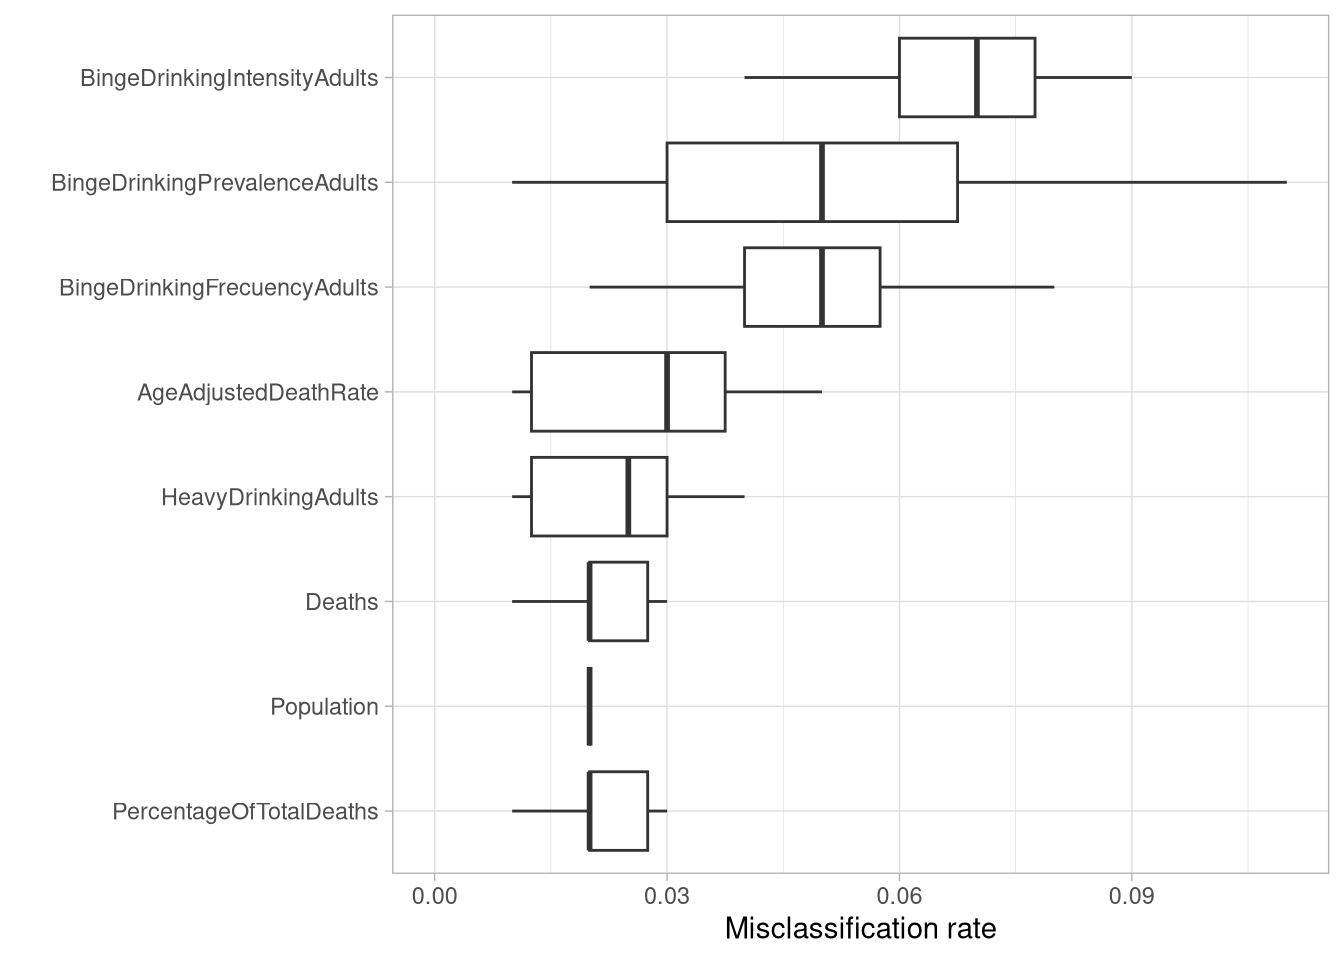 BingeDrinkingIntensityAdults
BingeDrinkingPrevalenceAdults
BingeDrinkingFrecuencyAdults
AgeAdjustedDeathRate
HeavyDrinkingAdults
Deaths
Population
PercentageOfTotalDeaths
0.00 0.03 0.06 0.09
Misclassification rate